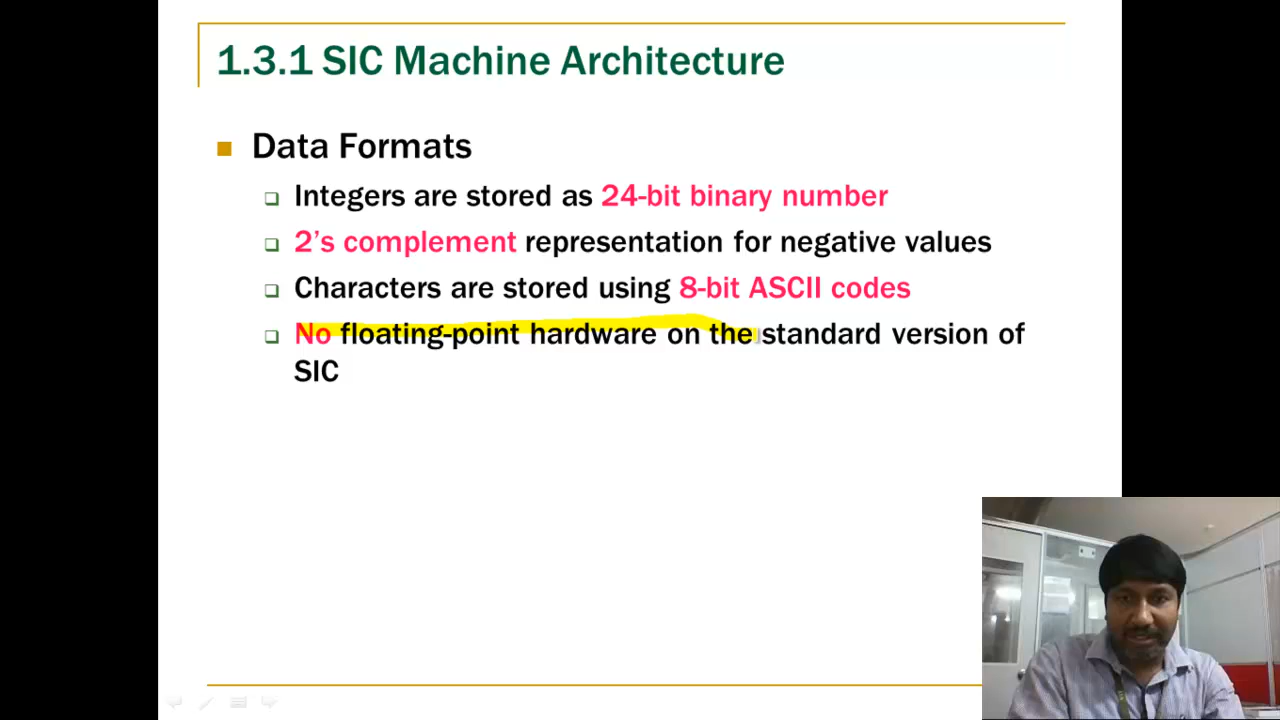 1.3.1 SIC Machine Architecture
Data Formats
Integers are stored as 24-bit binary number
2’s complement representation for negative values
Characters are stored using 8-bit ASCII codes
No floating-point hardware on the standard version of
SIC